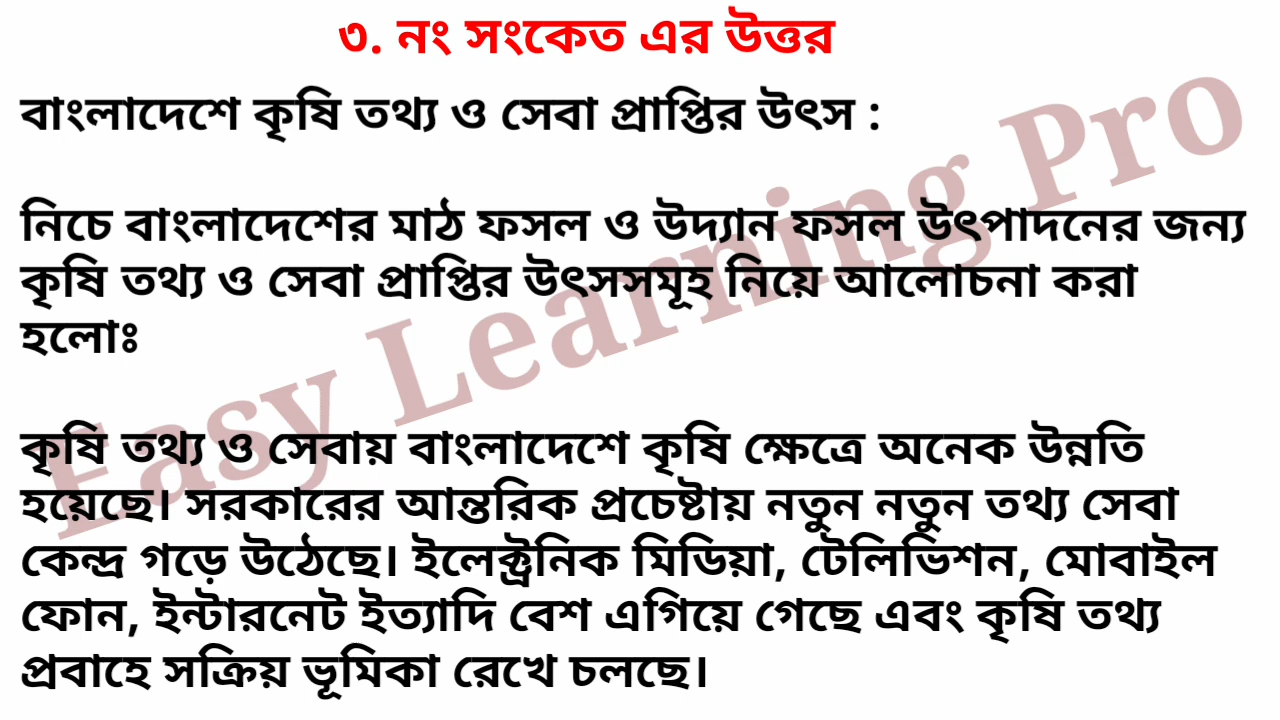 ৩. নং সংকেত এর উত্তর
বাংলাদেশে কৃষি তথ্য ও সেবা প্রাপ্তির উৎস :
নিচে বাংলাদেশের মাঠ ফসল ও উদ্যান ফসল উৎপাদনের জন্য
কৃষি তথ্য ও সেবা প্রাপ্তির উৎসসমূহ নিয়ে আলোচনা করা
হলোঃ
কৃষি তথ্য ও সেবায় বাংলাদেশে কৃষি ক্ষেত্রে অনেক উন্নতি
হয়েছে। সরকারের আন্তরিক প্রচেষ্টায় নতুন নতুন তথ্য সেবা
কেন্দ্র গড়ে উঠেছে। ইলেক্ট্রনিক মিডিয়া, টেলিভিশন, মোবাইল
ফোন, ইন্টারনেট ইত্যাদি বেশ এগিয়ে গেছে এবং কৃষি তথ্য
প্রবাহে সক্রিয় ভূমিকা রেখে চলছে।
Easy Learning Pro